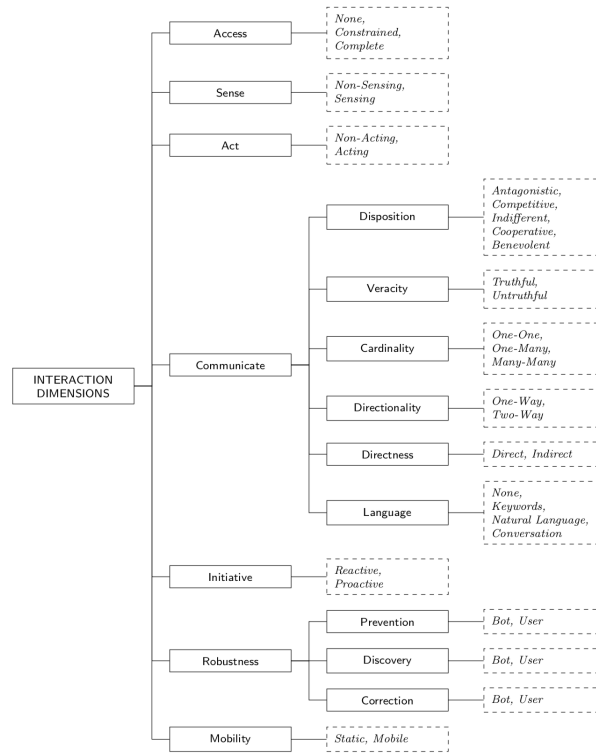 Access
None,
Constrained,
Complete
Sense
Non-Sensing,
Sensing
Act
Non-Acting,
Acting
Disposition
Antagonistic,
Competitive,
Indifferent,
Cooperative,
Benevolent
Veracity
Truthful,
Untruthful
Cardinality
One-One,
One-Many,
Many-Many
INTERACTION
DIMENSIONS
Communicate
Directionality
One-Way,
Two-Way
Directness
Direct, Indirect
Language
None,
Keywords,
Natural Language,
Conversation
Initiative
Reactive,
Proactive
Robustness
Prevention
Bot, User
Discovery
Bot, User
Correction
Bot, User
Mobility
Static, Mobile